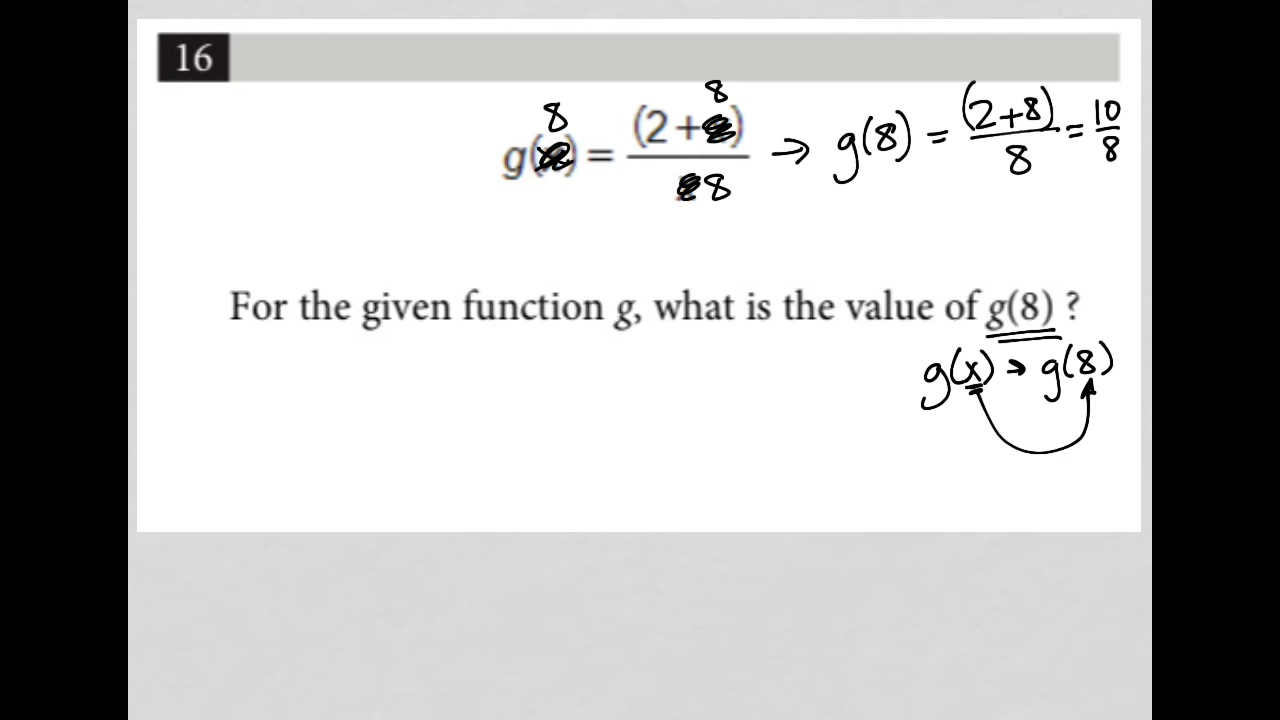 16
g(8) = (2+8)/8 → g(8) = (2+8)/8 = 10/8
For the given function g, what is the value of g(8) ?
g(x) → g(8)